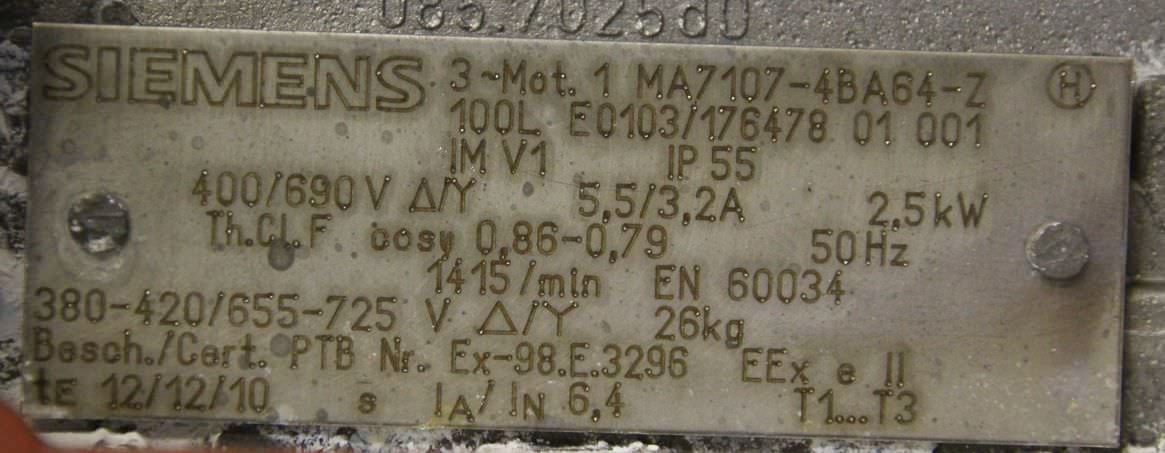 085.7025d0
SIEMENS 3~Mot. 1 MA7107-4BA64-Z H
100L E0103/176478 01 001
IM V1 IP 55
400/690 V Δ/Y 5,5/3,2A 2,5kW
Th.Cl.F cosy 0,86-0,79 50Hz
1415/min EN 60034
380-420/655-725 V Δ/Y 26kg
Besch./Cert. PTB Nr. Ex-98.E.3296 EEx e II
tE 12/12/10 s IA/IN 6,4 T1...T3